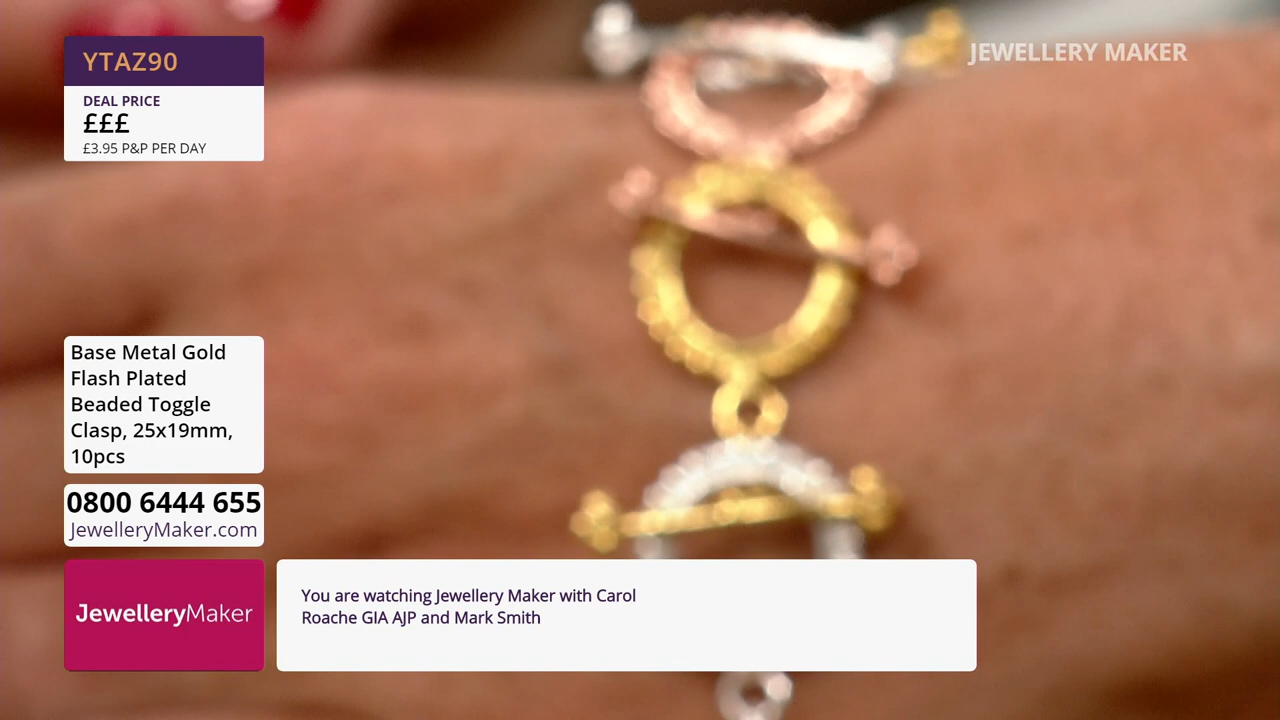 YTAZ90
DEAL PRICE
£££
£3.95 P&P PER DAY
JEWELLERY MAKER
Base Metal Gold
Flash Plated
Beaded Toggle
Clasp, 25x19mm,
10pcs
0800 6444 655
JewelleryMaker.com
JewelleryMaker
You are watching Jewellery Maker with Carol
Roache GIA AJP and Mark Smith